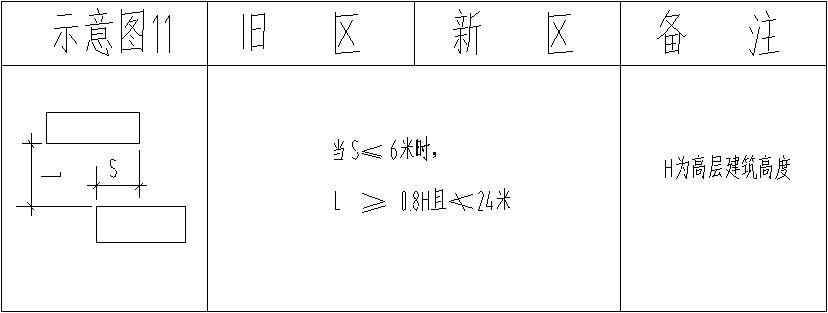 示意图11 旧 区 新 区 备 注
当S≤6米时,
L ≥ 0.8H且≮24米
H为高层建筑高度
L
S